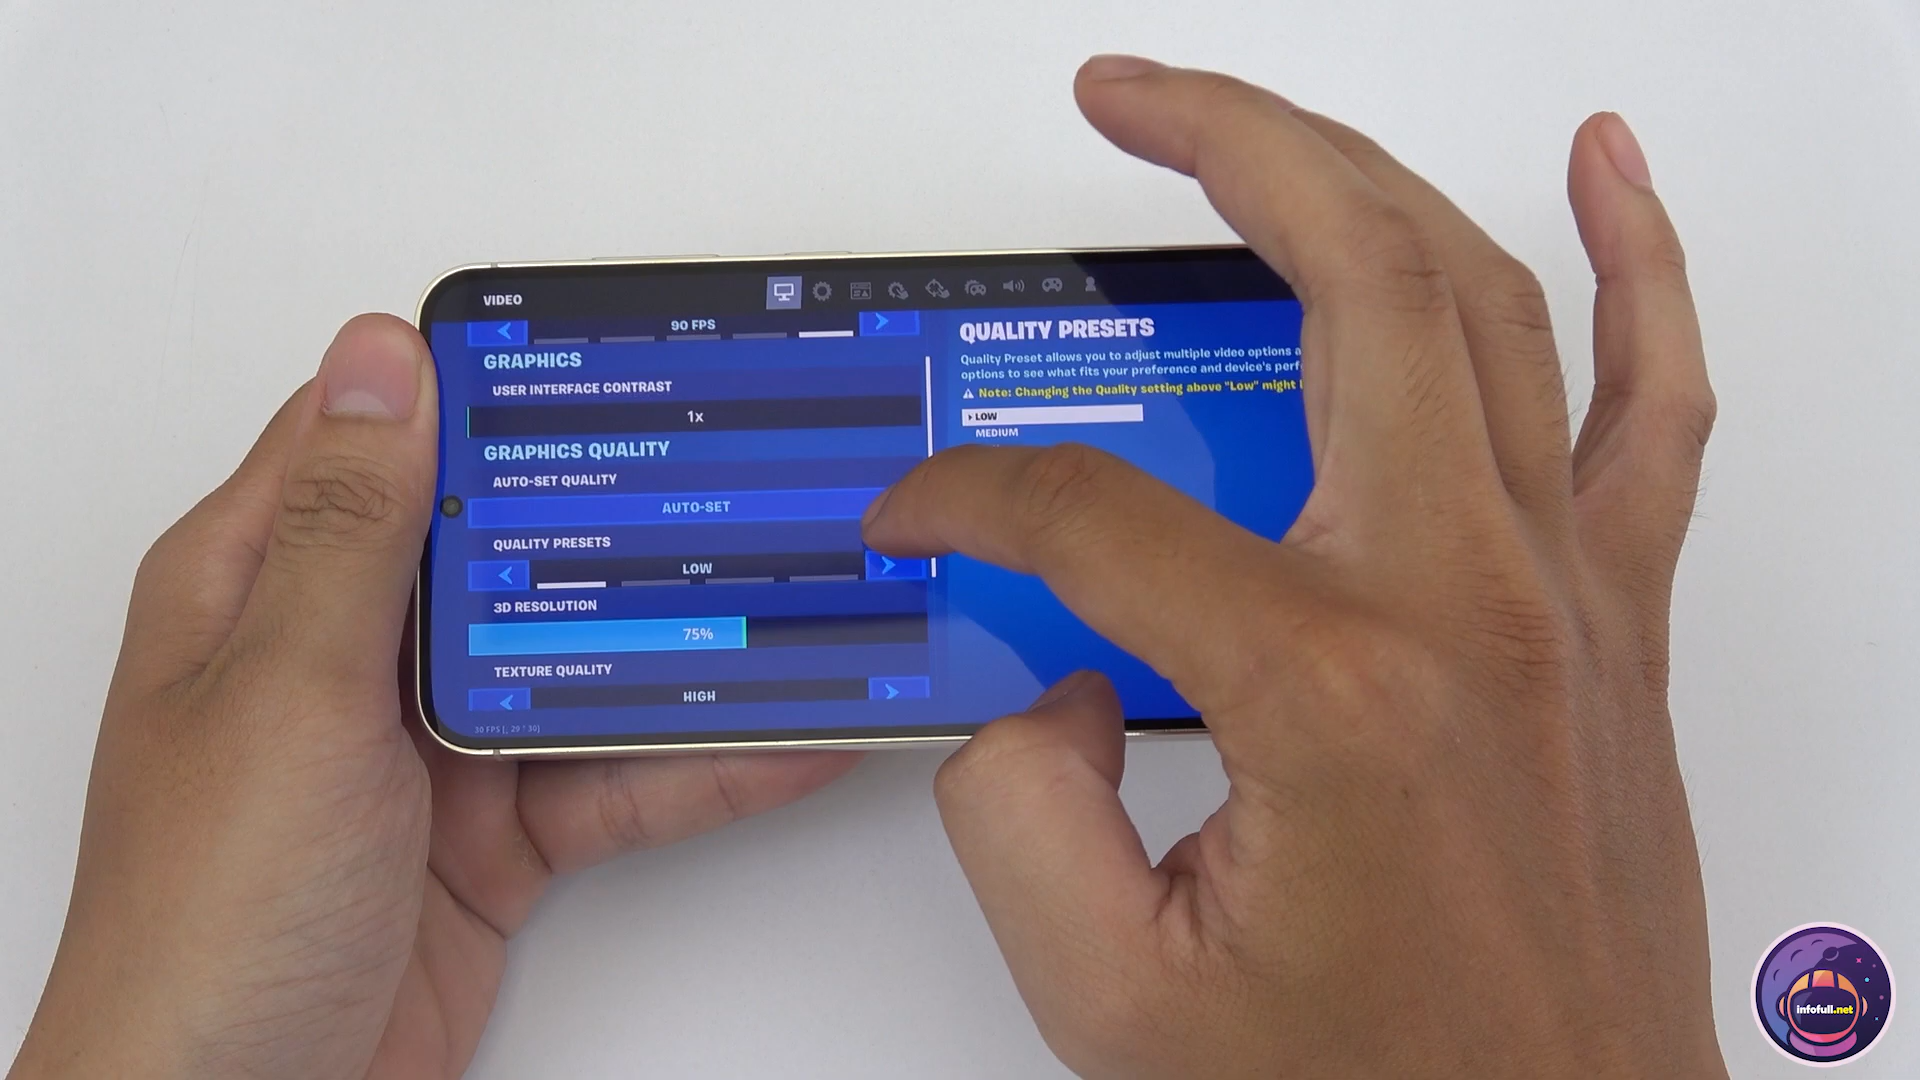 VIDEO
90 FPS
GRAPHICS
USER INTERFACE CONTRAST
1x
GRAPHICS QUALITY
AUTO-SET QUALITY
AUTO-SET
QUALITY PRESETS
LOW
3D RESOLUTION
75%
TEXTURE QUALITY
HIGH
30 FPS [
QUALITY PRESETS
Quality Preset allows you to adjust multiple video options a
options to see what fits your preference and device's perf
Note: Changing the Quality setting above "Low" might
LOW
MEDIUM
infofull.net